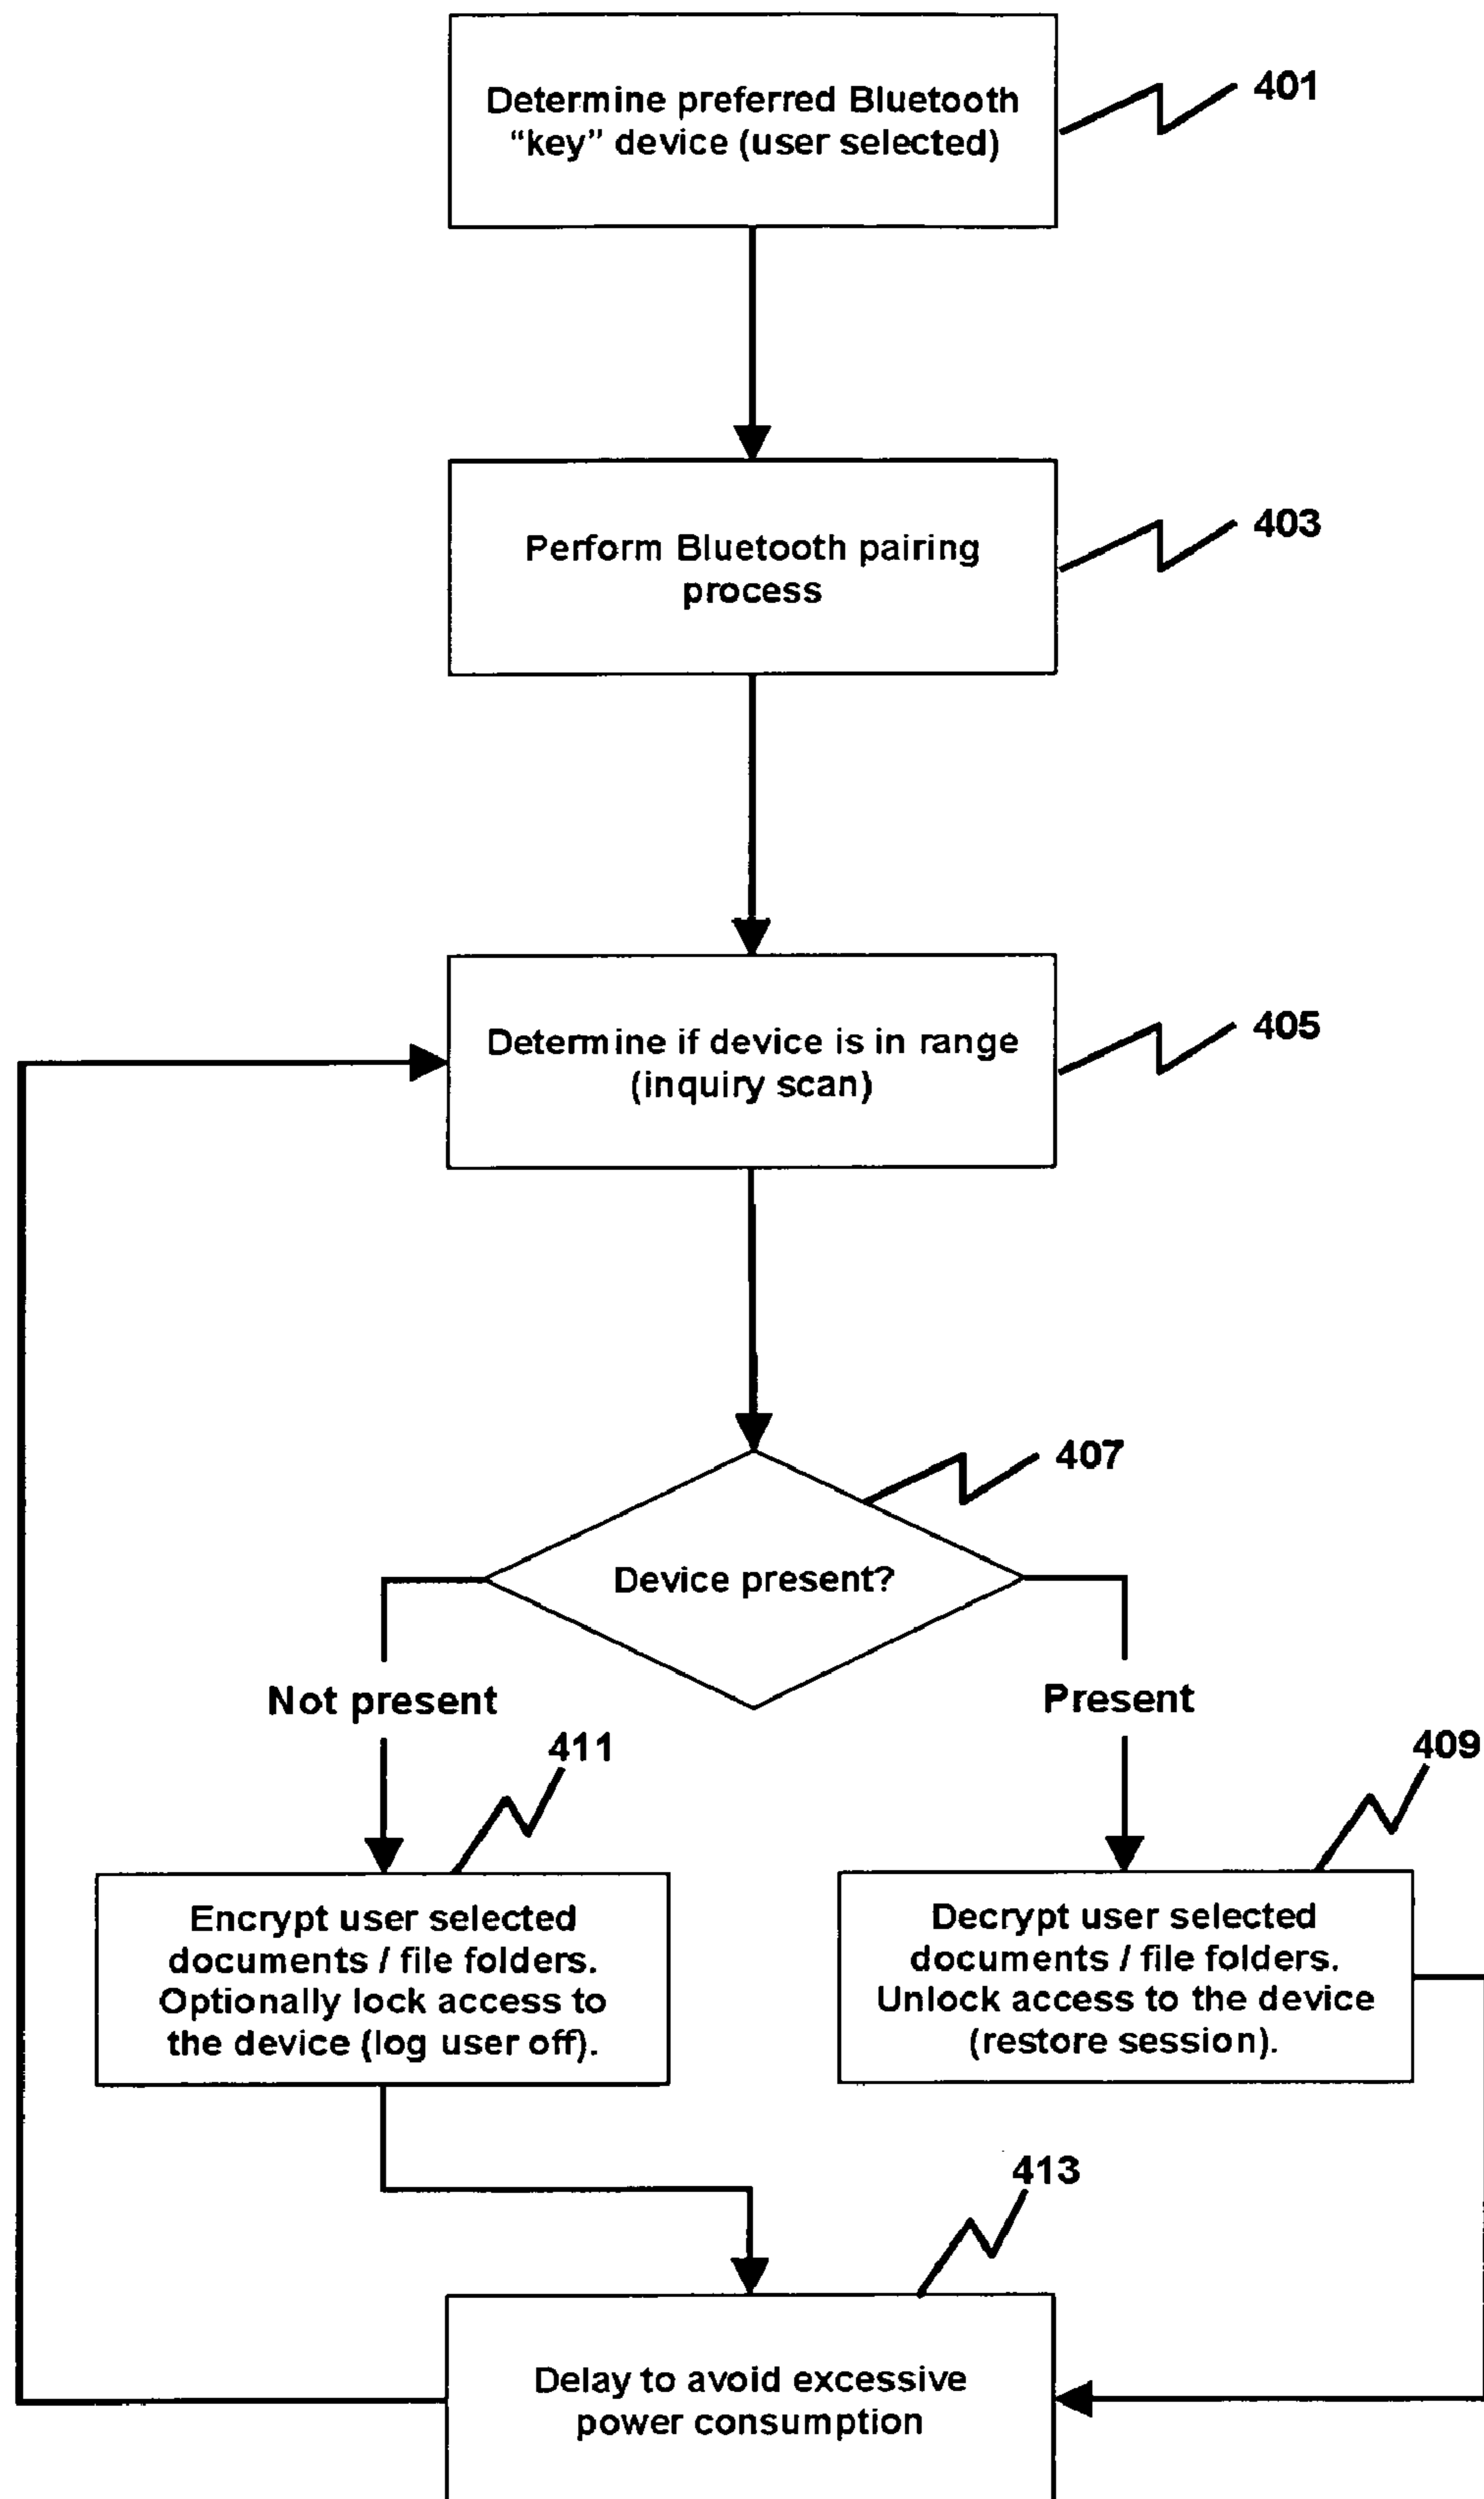 Determine preferred Bluetooth
“key” device (user selected)
401
Perform Bluetooth pairing
process
403
Determine if device is in range
(inquiry scan)
405
407
Device present?
Not present
Present
411
409
Encrypt user selected
documents / file folders.
Optionally lock access to
the device (log user off).
Decrypt user selected
documents / file folders.
Unlock access to the device
(restore session).
413
Delay to avoid excessive
power consumption